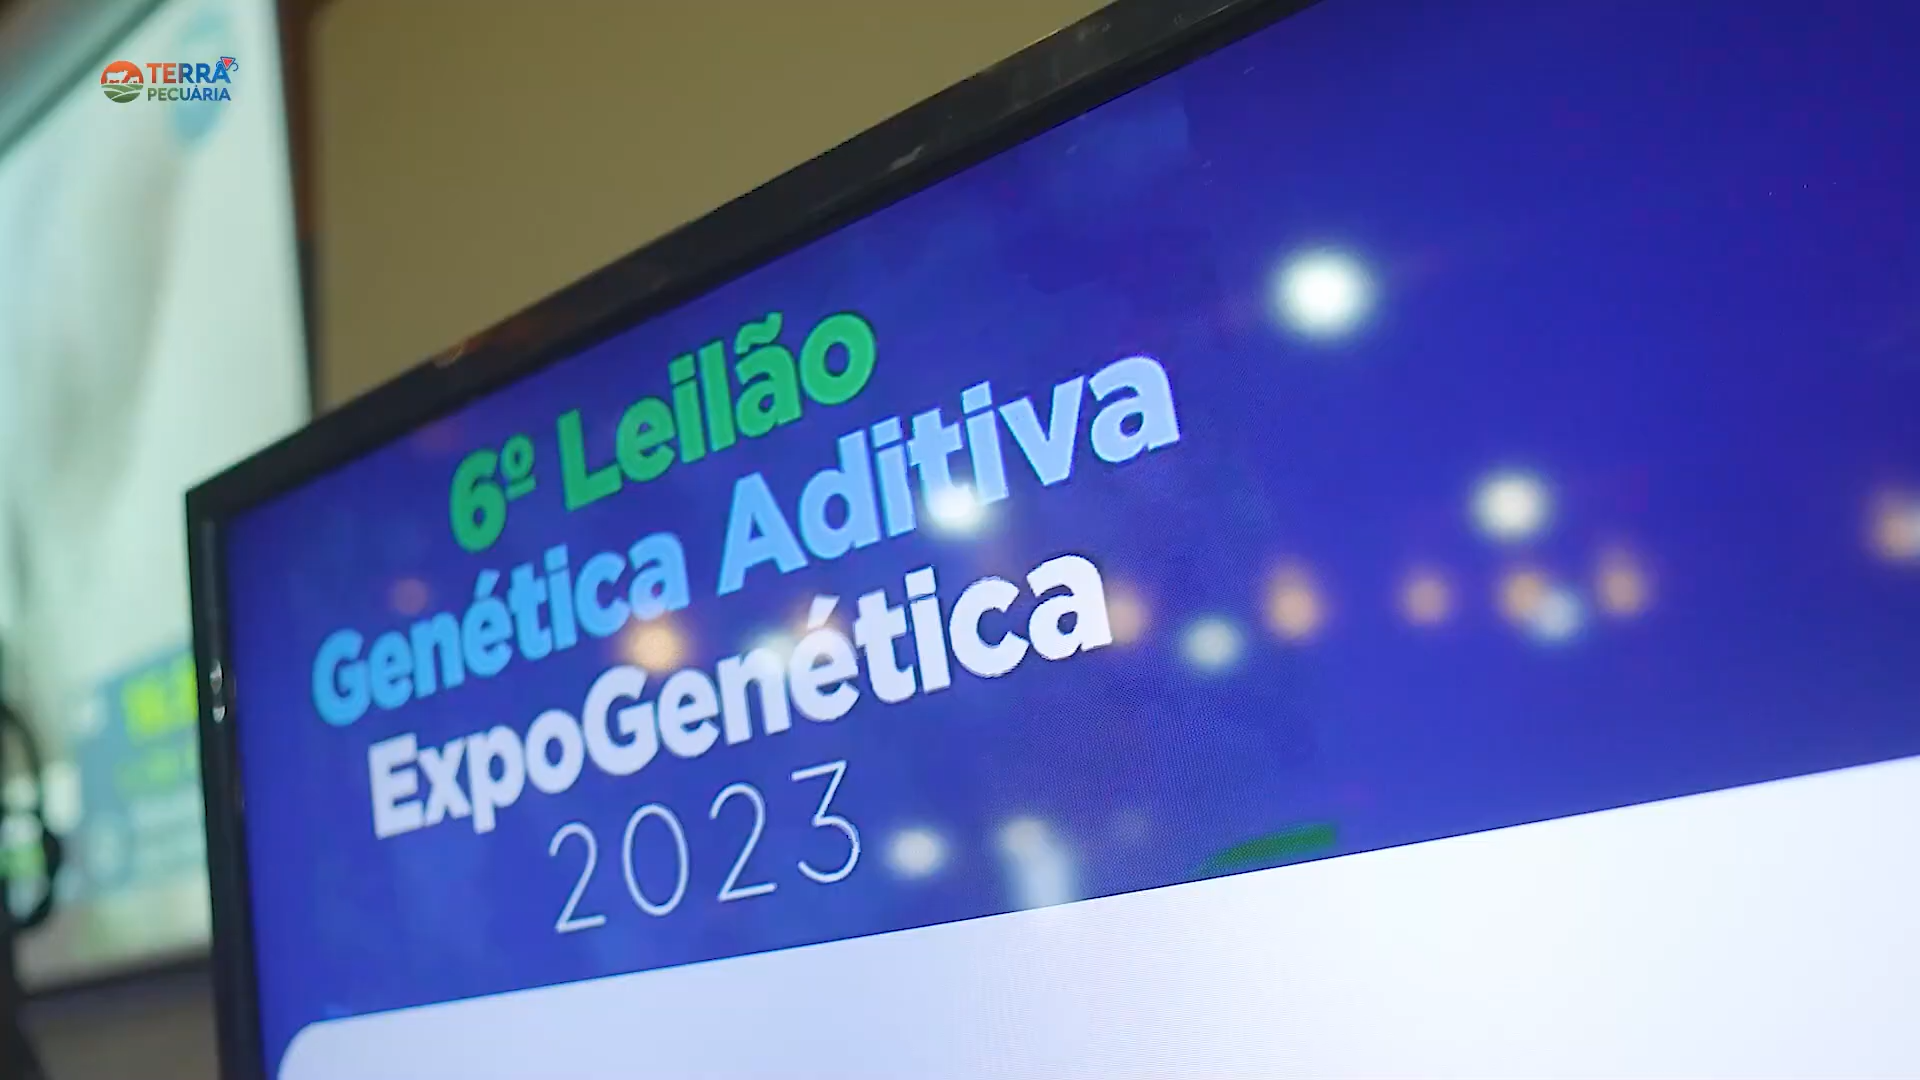 TERRA
PECUÁRIA
6º Leilão
Genética Aditiva
ExpoGenética
2023